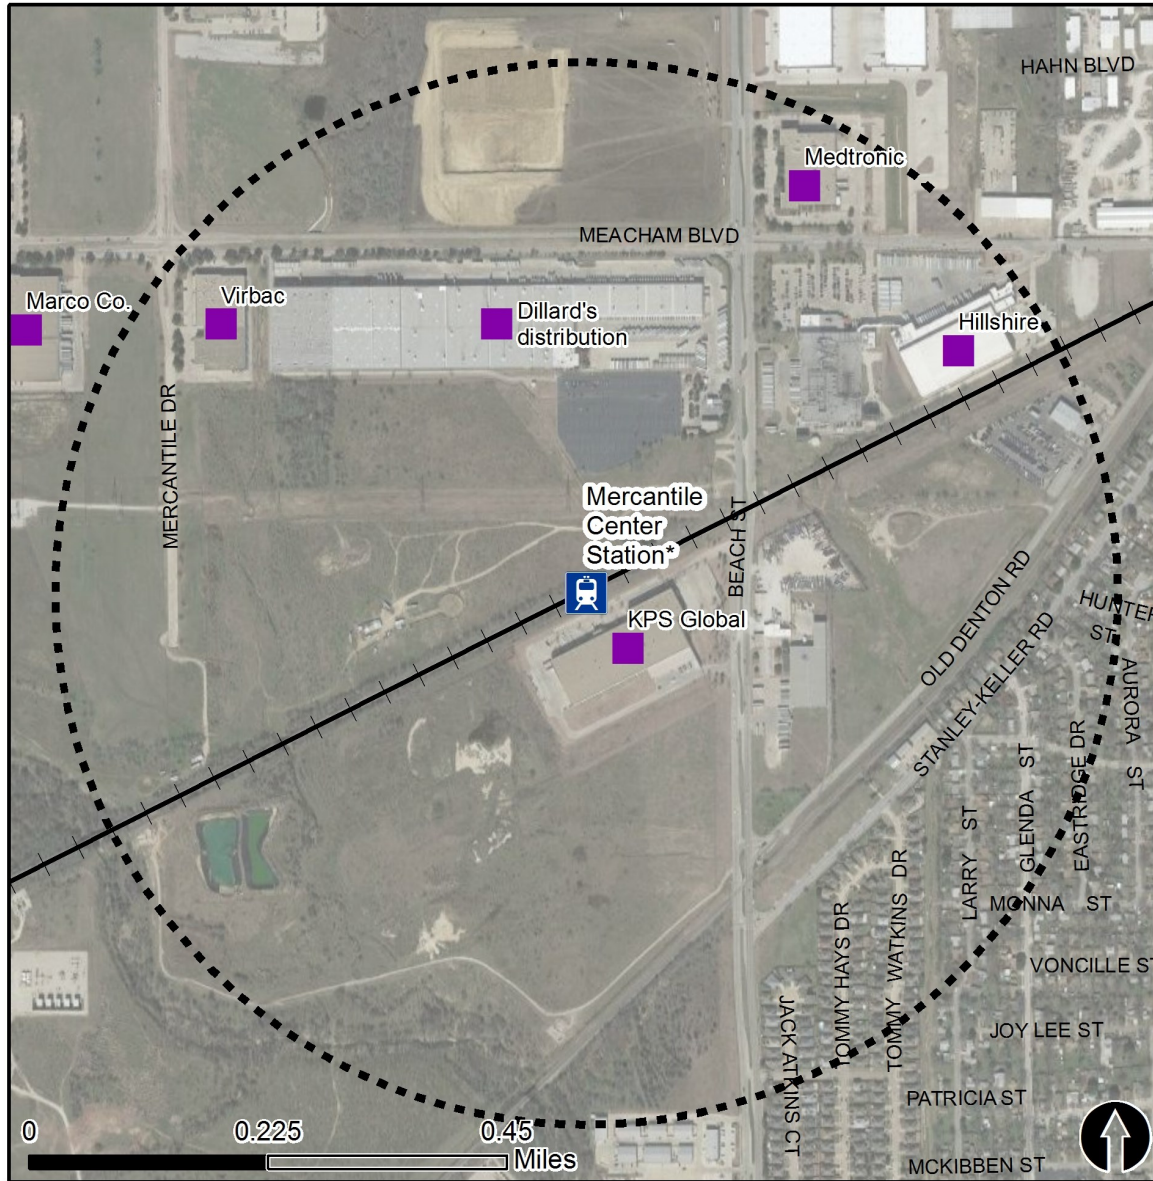 HAHN BLVD
Medtronic
MEACHAM BLVD
Marco Co.
Virbac
Dillard's
distribution
Hillshire
MERCANTILE DR
Mercantile
Center
Station*
BEACH ST
KPS Global
OLD DENTON RD
STANLEY-KELLER RD
HUNTER
ST
AURORA ST
GLENDA ST
EASTRIDGE DR
LARRY ST
MONNA ST
TOMMY HAYS DR
TOMMY WATKINS DR
VONCILLE ST
JACK ATKINS CT
JOY LEE ST
PATRICIA ST
MCKIBBEN ST
0 0.225 0.45
Miles